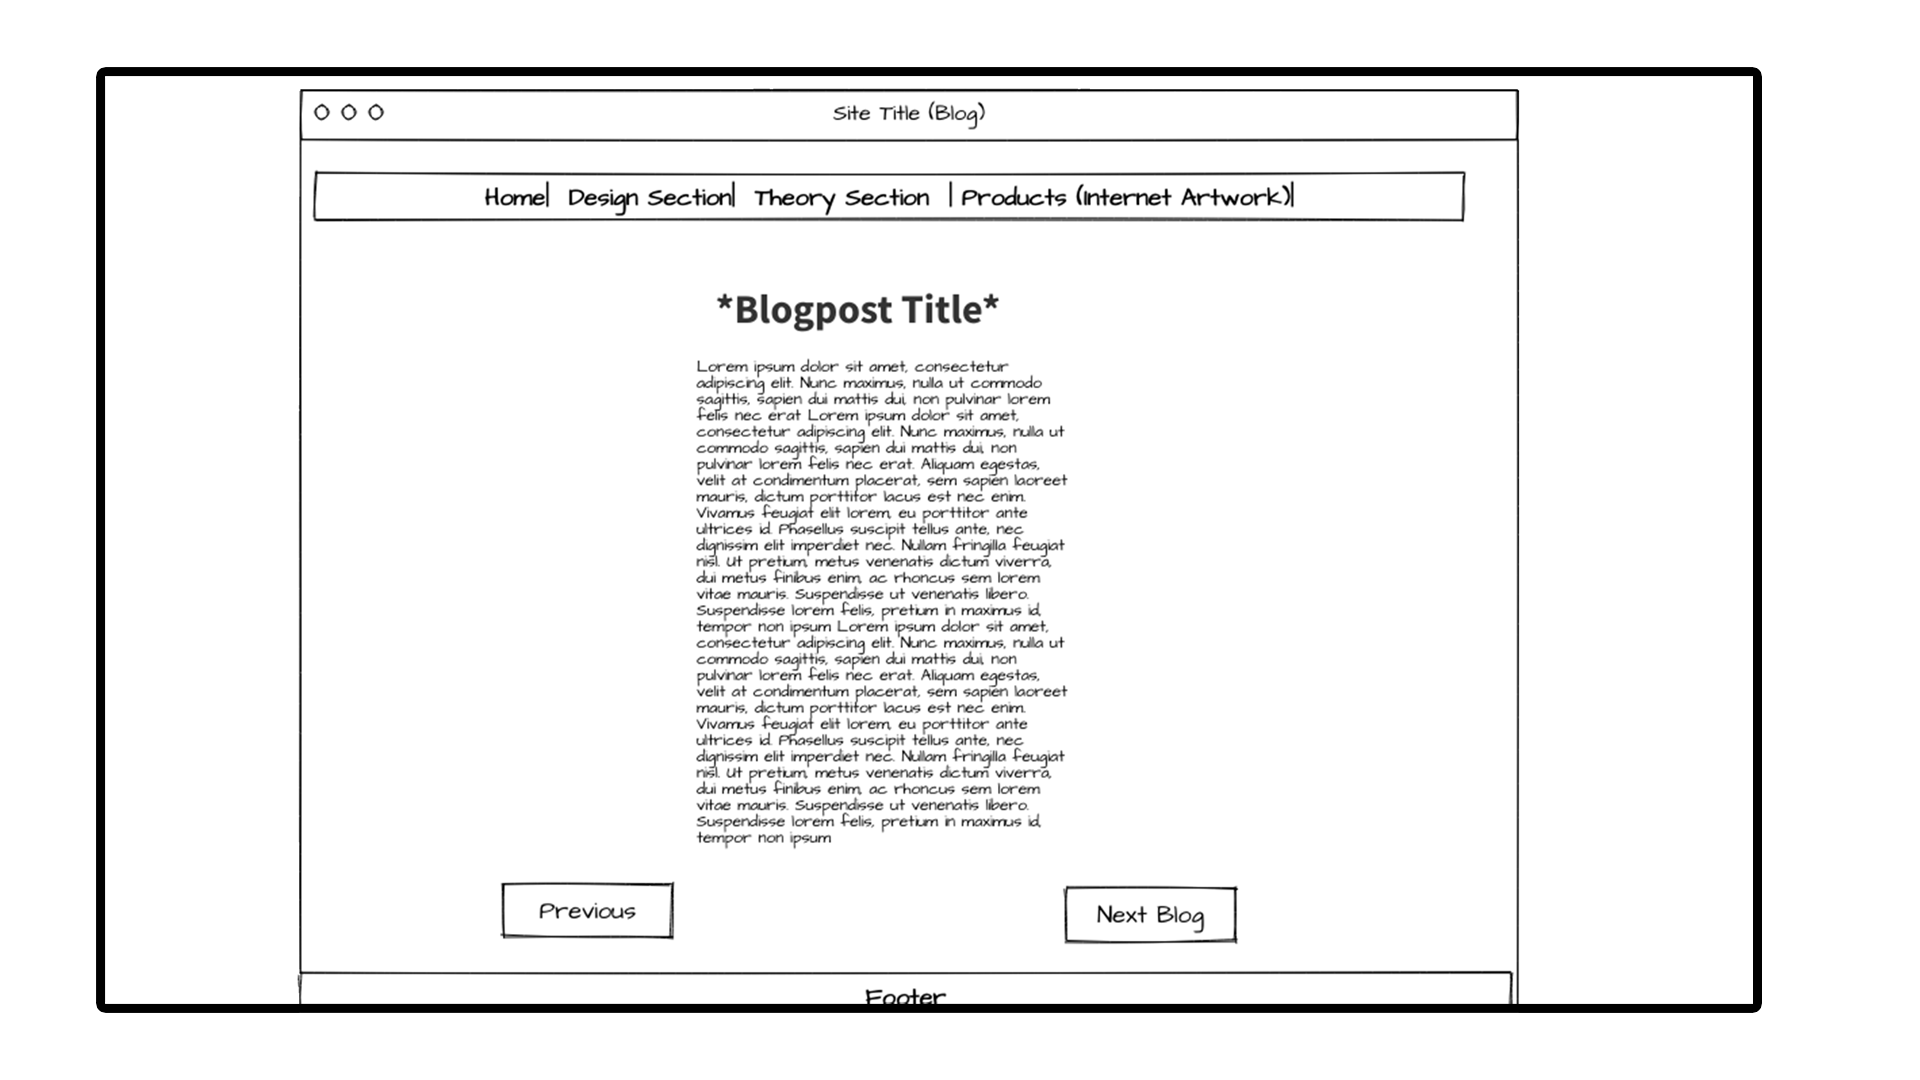 Site Title (Blog)
Home| Design Section| Theory Section | Products (Internet Artwork)|
*Blogpost Title*
Lorem ipsum dolor sit amet, consectetur
adipiscing elit. Nunc maximus, nulla ut commodo
sagittis, sapien dui mattis dui, non pulvinar lorem
felis nec erat Lorem ipsum dolor sit amet,
consectetur adipiscing elit. Nunc maximus, nulla ut
commodo sagittis, sapien dui mattis dui, non
pulvinar lorem felis nec erat. Aliquam egestas,
velit at condimentum placerat, sem sapien laoreet
mauris, dictum porttitor lacus est nec enim.
Vivamus feugiat elit lorem, eu porttitor ante
ultrices id. Phasellus suscipit tellus ante, nec
dignissim elit imperdiet nec. Nullam fringilla feugiat
nisl. Ut pretium, metus venenatis dictum viverra,
dui metus finibus enim, ac rhoncus sem lorem
vitae mauris. Suspendisse ut venenatis libero.
Suspendisse lorem felis, pretium in maximus id,
tempor non ipsum Lorem ipsum dolor sit amet,
consectetur adipiscing elit. Nunc maximus, nulla ut
commodo sagittis, sapien dui mattis dui, non
pulvinar lorem felis nec erat. Aliquam egestas,
velit at condimentum placerat, sem sapien laoreet
mauris, dictum porttitor lacus est nec enim.
Vivamus feugiat elit lorem, eu porttitor ante
ultrices id. Phasellus suscipit tellus ante, nec
dignissim elit imperdiet nec. Nullam fringilla feugiat
nisl. Ut pretium, metus venenatis dictum viverra,
dui metus finibus enim, ac rhoncus sem lorem
vitae mauris. Suspendisse ut venenatis libero.
Suspendisse lorem felis, pretium in maximus id,
tempor non ipsum
Previous
Next Blog
Footer